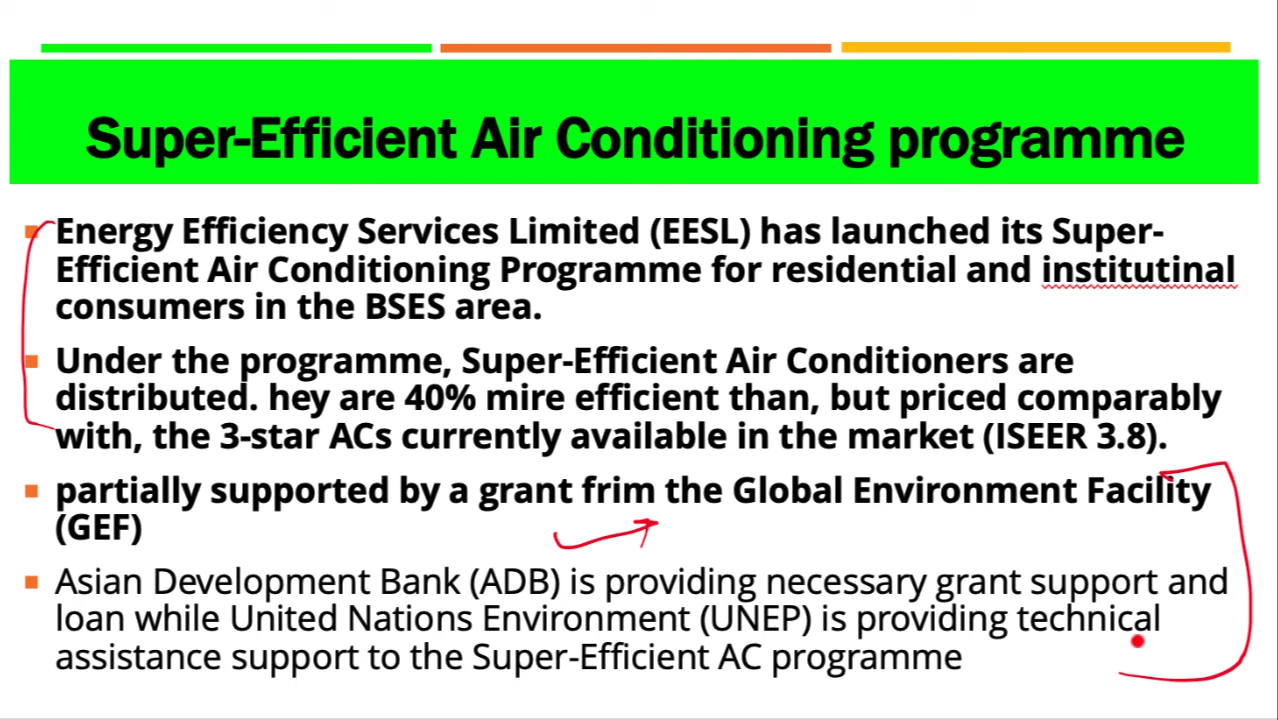 Super-Efficient Air Conditioning programme
Energy Efficiency Services Limited (EESL) has launched its Super-
Efficient Air Conditioning Programme for residential and institutinal
consumers in the BSES area.
Under the programme, Super-Efficient Air Conditioners are
distributed. hey are 40% mire efficient than, but priced comparably
with, the 3-star ACs currently available in the market (ISEER 3.8).
partially supported by a grant frim the Global Environment Facility
(GEF)
Asian Development Bank (ADB) is providing necessary grant support and
loan while United Nations Environment (UNEP) is providing technical
assistance support to the Super-Efficient AC programme